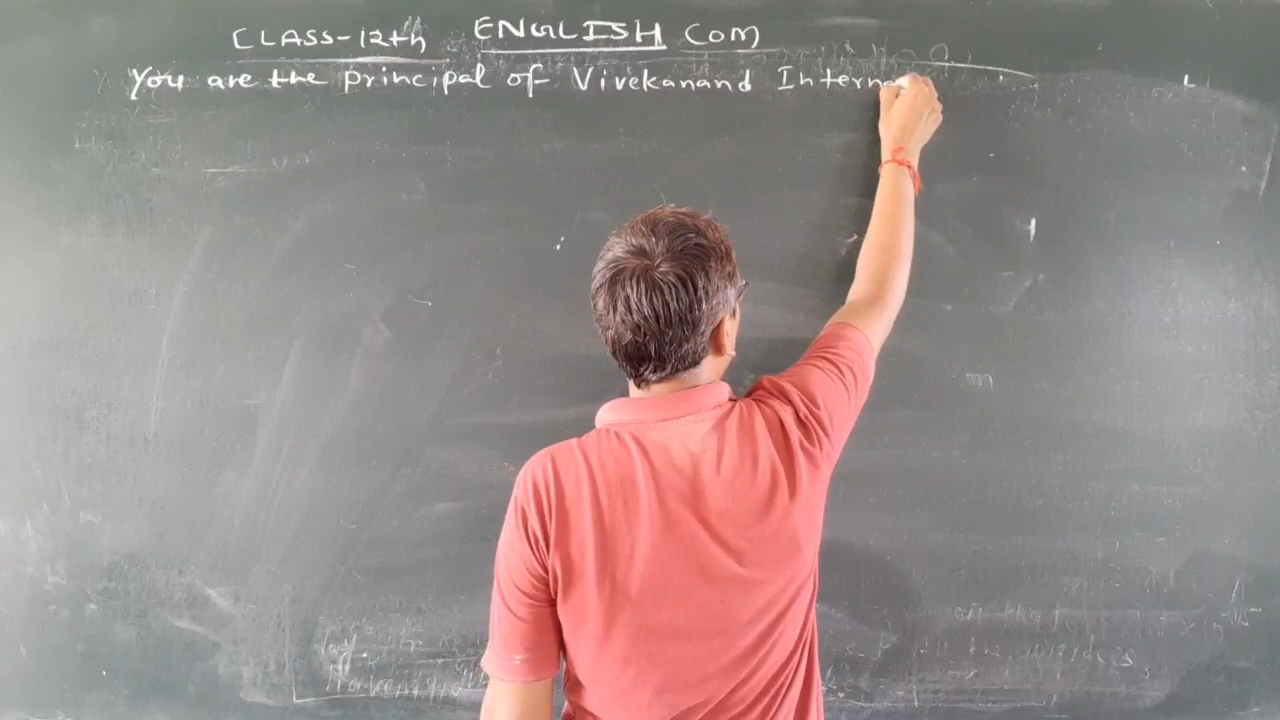 CLASS-12th ENGLISH COM
You are the principal of Vivekanand Interna